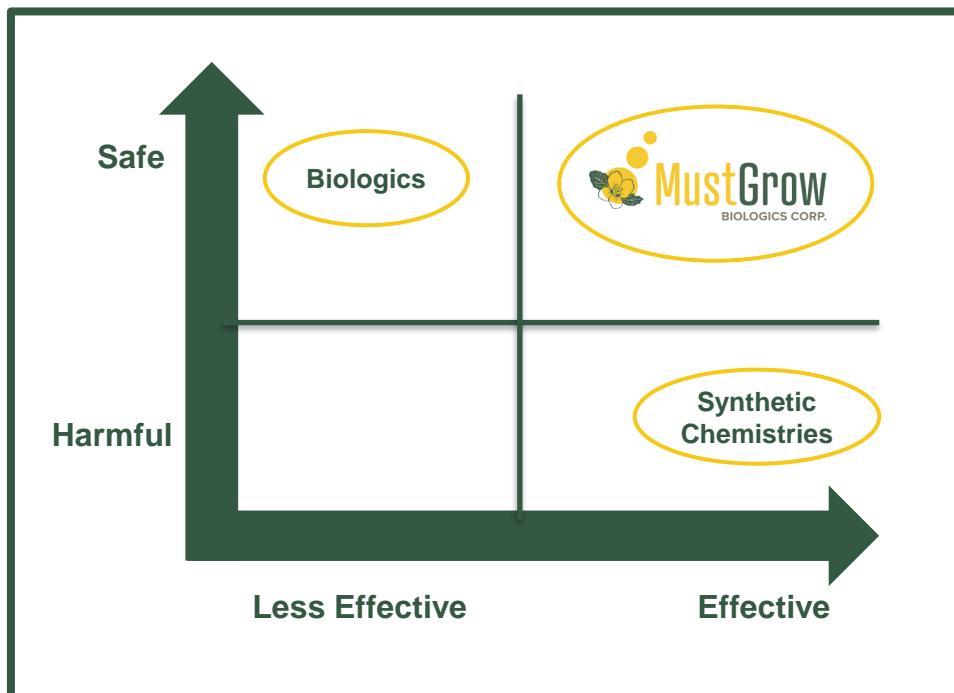 Safe
Biologics
MustGrow
BIOLOGICS CORP.
Harmful
Synthetic
Chemistries
Less Effective
Effective